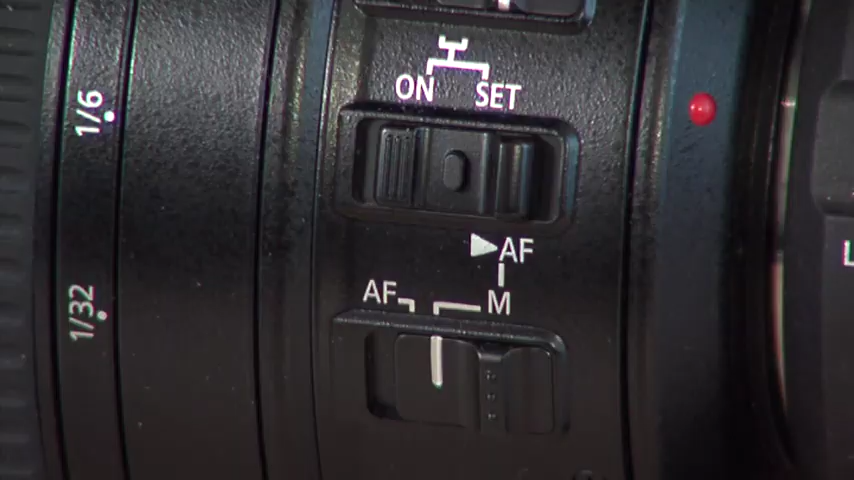 1/6
1/32
ON SET
▶AF
AF M
L